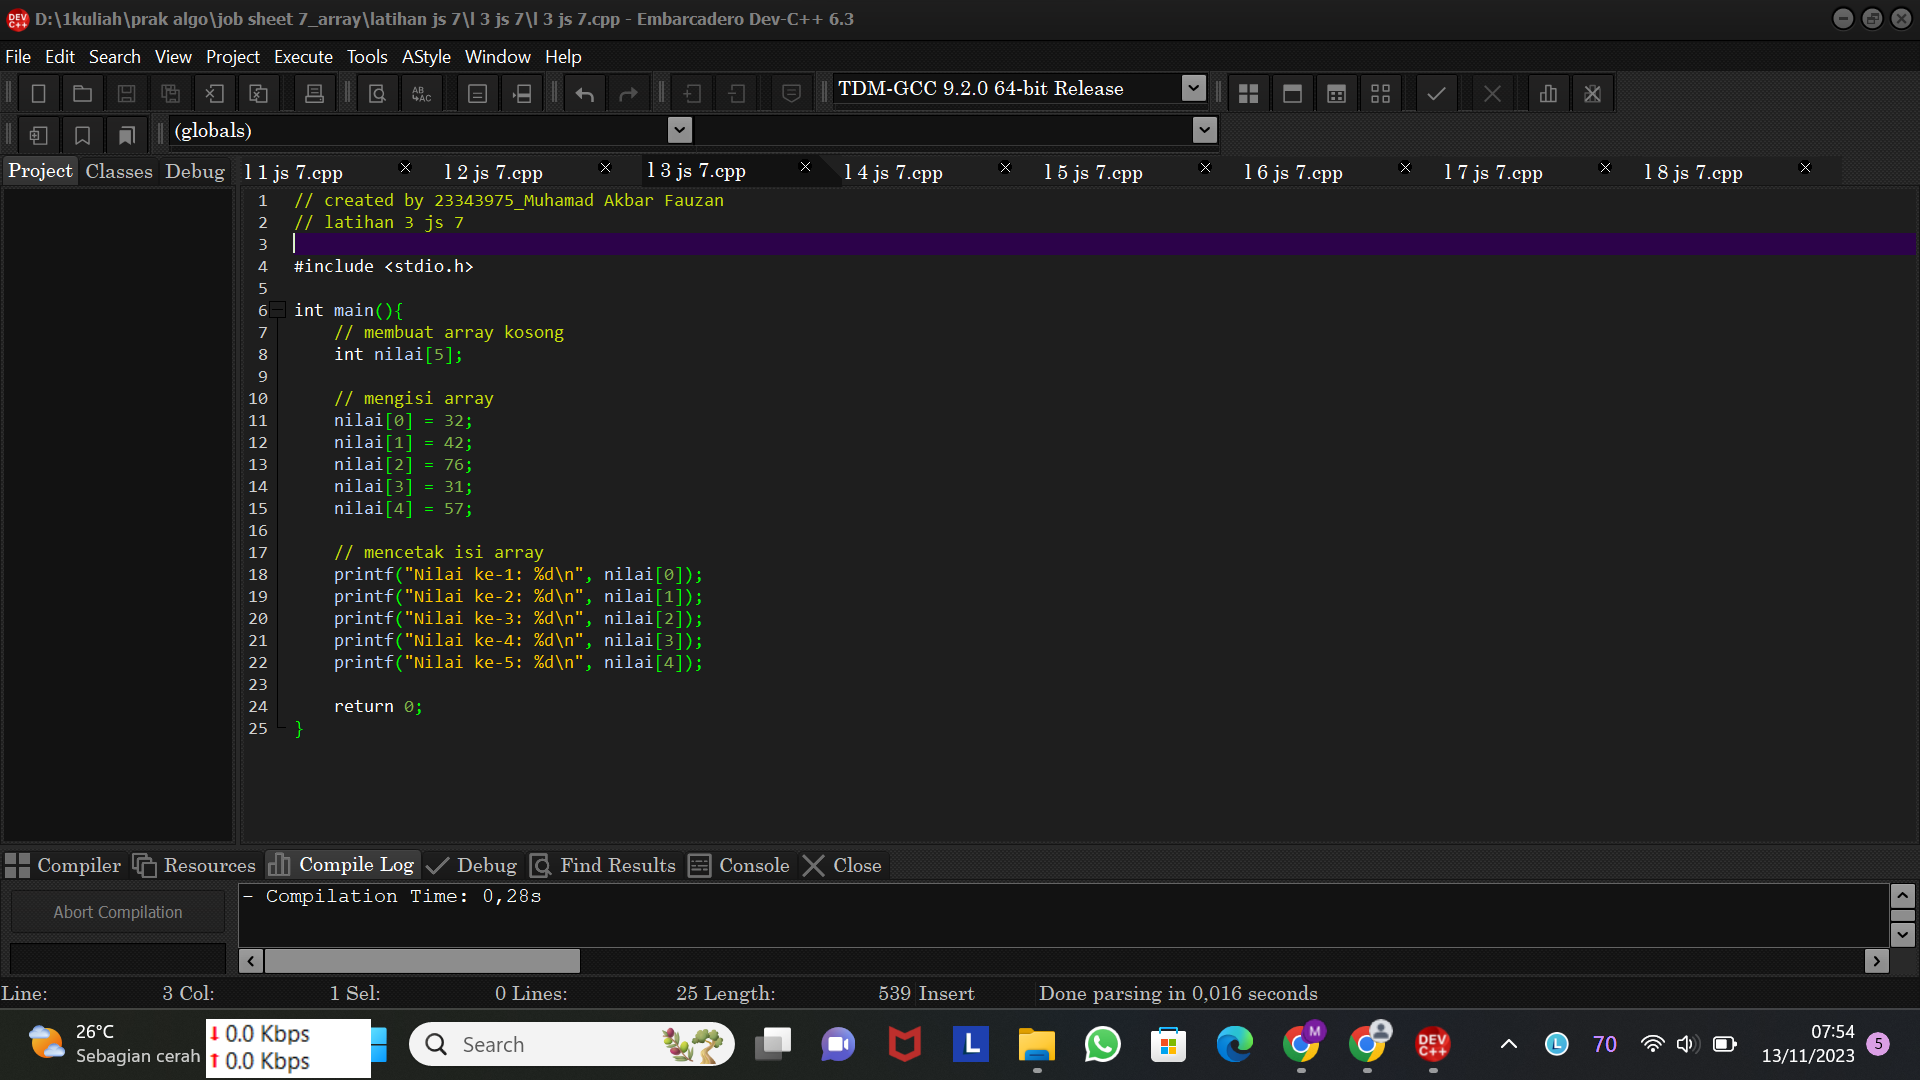 D:\1kuliah\prak algo\job sheet 7_array\latihan js 7\l 3 js 7\l 3 js 7.cpp - Embarcadero Dev-C++ 6.3
File Edit Search View Project Execute Tools AStyle Window Help
TDM-GCC 9.2.0 64-bit Release
(globals)
Project Classes Debug l 1 js 7.cpp l 2 js 7.cpp l 3 js 7.cpp l 4 js 7.cpp l 5 js 7.cpp l 6 js 7.cpp l 7 js 7.cpp l 8 js 7.cpp
1 // created by 23343975_Muhamad Akbar Fauzan
2 // latihan 3 js 7
3
4 #include <stdio.h>
5
6 int main(){
7 // membuat array kosong
8 int nilai[5];
9
10 // mengisi array
11 nilai[0] = 32;
12 nilai[1] = 42;
13 nilai[2] = 76;
14 nilai[3] = 31;
15 nilai[4] = 57;
16
17 // mencetak isi array
18 printf("Nilai ke-1: %d\n", nilai[0]);
19 printf("Nilai ke-2: %d\n", nilai[1]);
20 printf("Nilai ke-3: %d\n", nilai[2]);
21 printf("Nilai ke-4: %d\n", nilai[3]);
22 printf("Nilai ke-5: %d\n", nilai[4]);
23
24 return 0;
25 }
Compiler Resources Compile Log Debug Find Results Console Close
Abort Compilation
- Compilation Time: 0,28s
Line: 3 Col: 1 Sel: 0 Lines: 25 Length: 539 Insert Done parsing in 0,016 seconds
26°C
Sebagian cerah
0.0 Kbps
0.0 Kbps
Search
L
M
DEV C++
L
70
07:54
13/11/2023
5